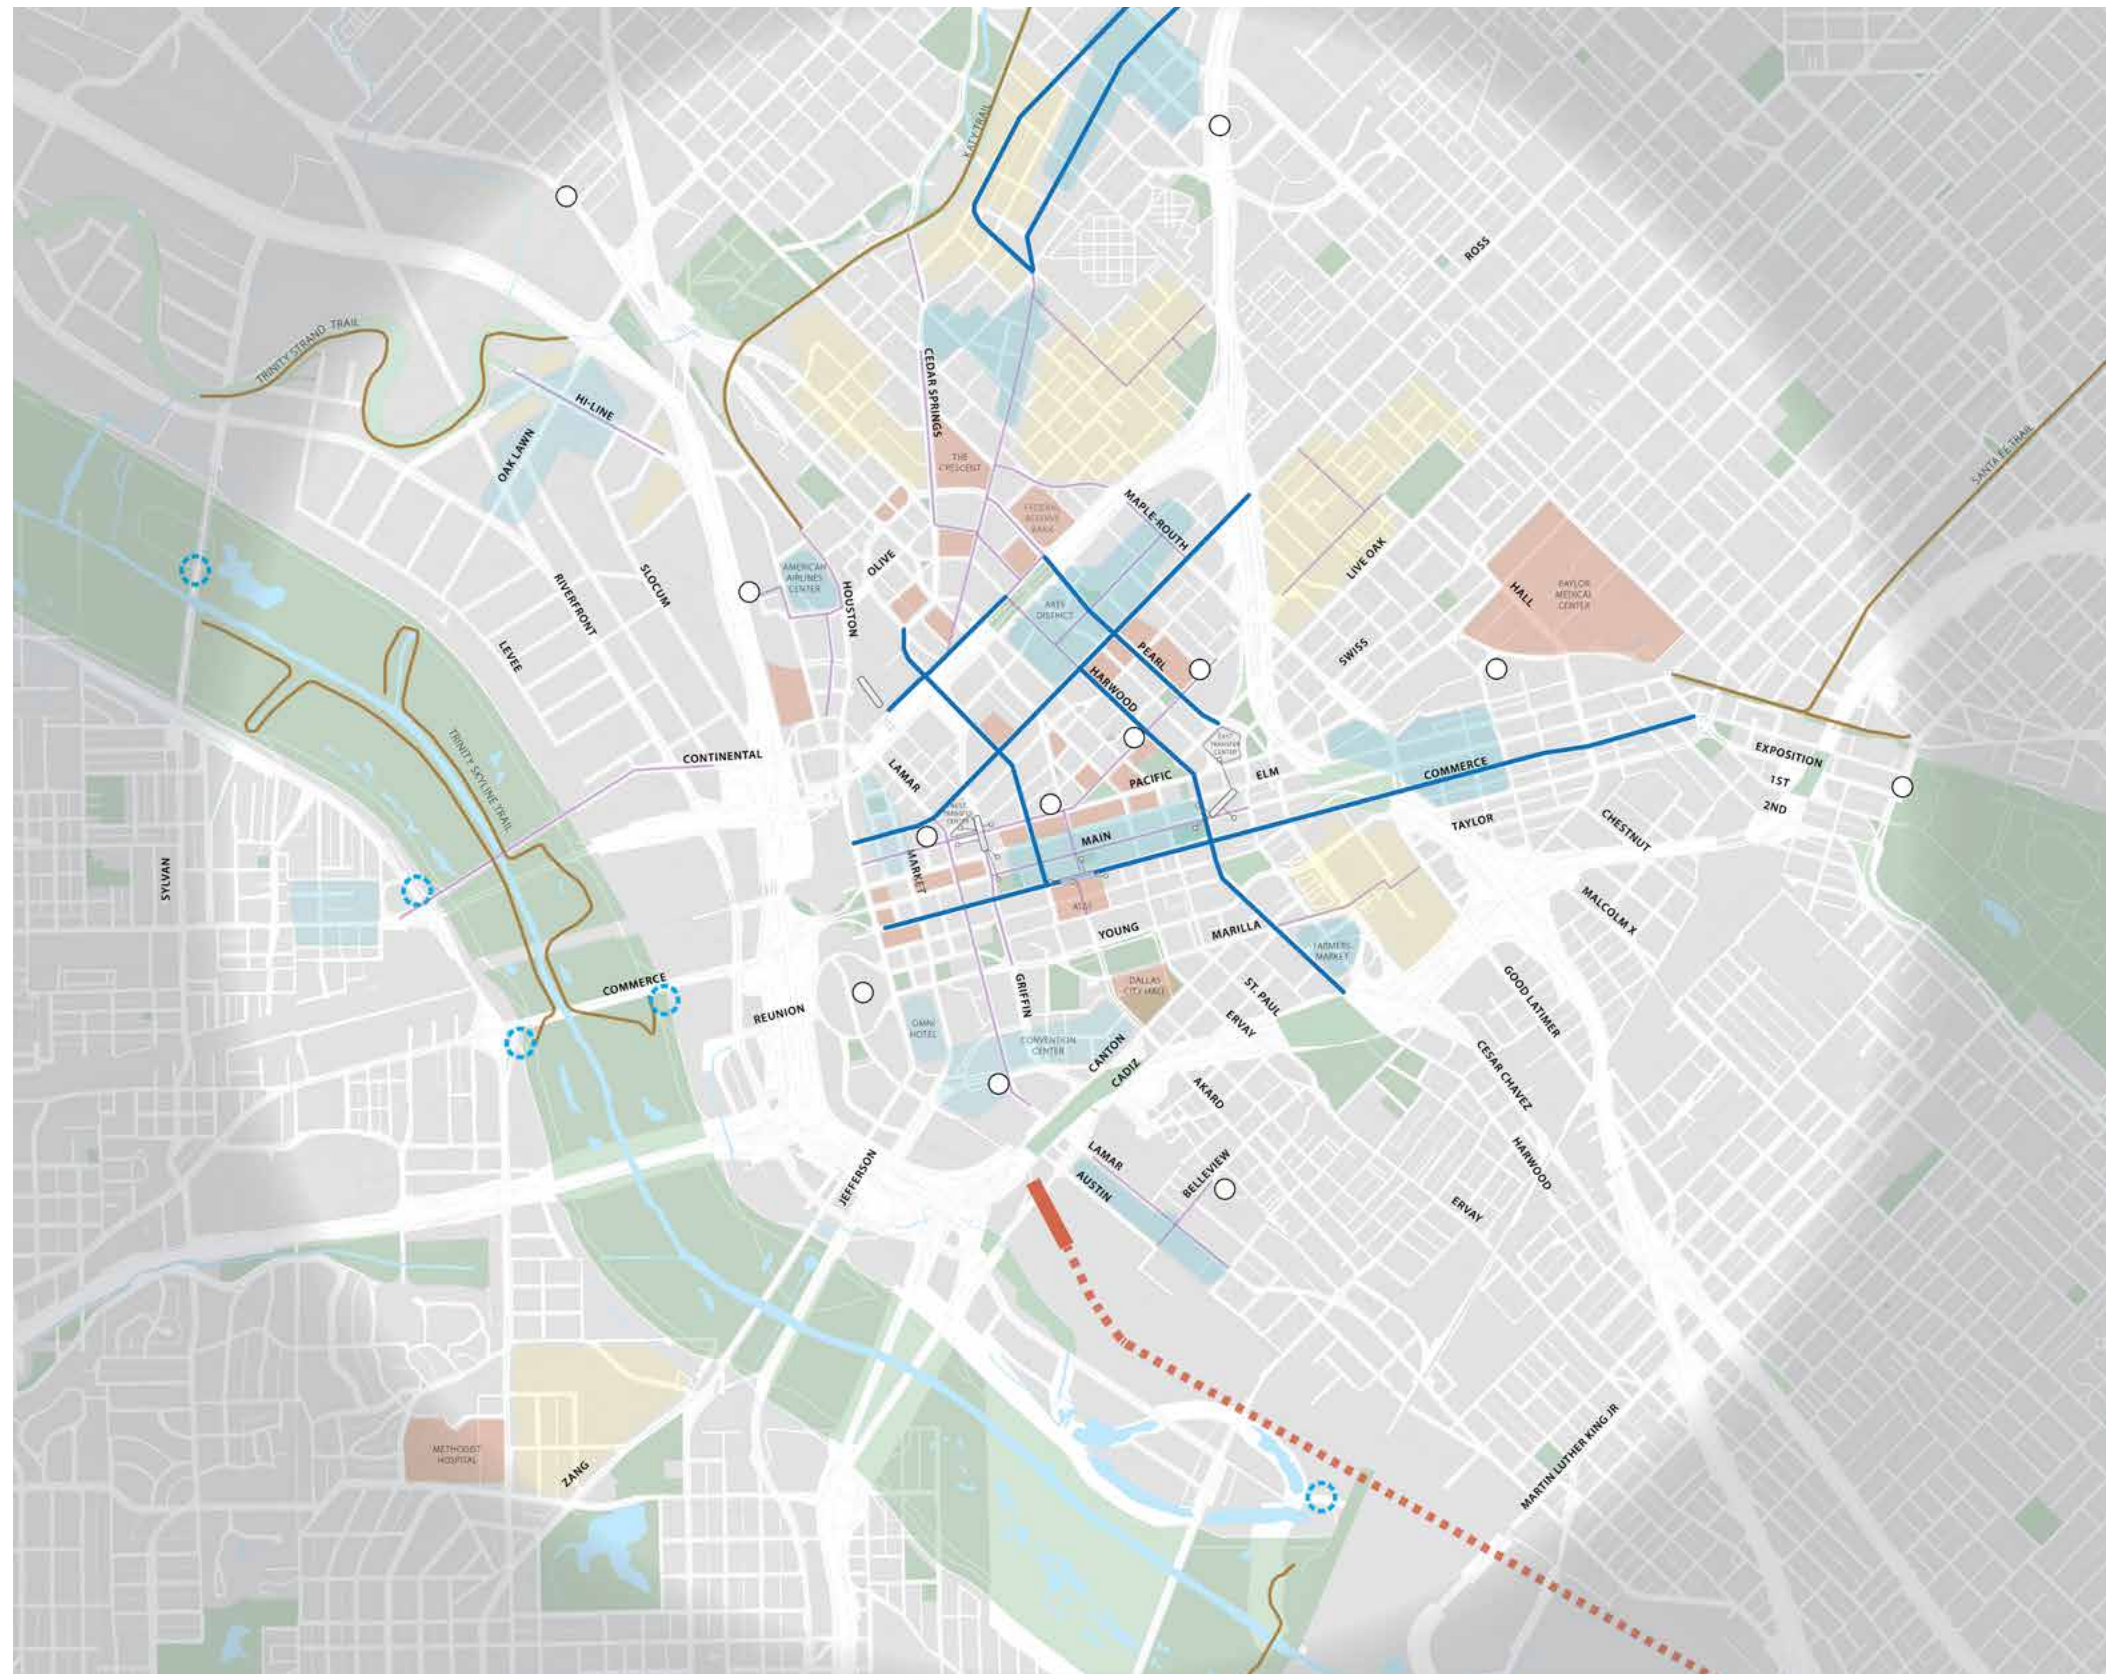 KATY TRAIL
ROSS
TRINITY STRAND TRAIL
HI-LINE
OAK LAWN
CEDAR SPRINGS
SANTA FE TRAIL
THE
CRESCENT
FEDERAL
RESERVE
BANK
MAPLE-ROUTH
LIVE OAK
OLIVE
AMERICAN
AIRLINES
CENTER
HOUSTON
SLOCUM
RIVERFRONT
LEVEE
ARTS
DISTRICT
HALL
BAYLOR
MEDICAL
CENTER
PEARL
SWISS
HARWOOD
TRINITY SKYLINE TRAIL
CONTINENTAL
LAMAR
EAST
TRANSFER
CENTER
PACIFIC
ELM
COMMERCE
EXPOSITION
1ST
2ND
WEST
TRANSFER
CENTER
MAIN
TAYLOR
CHESTNUT
MARKET
SYLVAN
AT&T
MALCOLM X
YOUNG
MARILLA
FARMERS
MARKET
COMMERCE
REUNION
GRIFFIN
DALLAS
CITY HALL
ST. PAUL
ERVAY
GOOD LATIMER
OMNI
HOTEL
CONVENTION
CENTER
CANTON
CADIZ
AKARD
CESAR CHAVEZ
HARWOOD
JEFFERSON
LAMAR
AUSTIN
BELLEVIEW
ERVAY
METHODIST
HOSPITAL
ZANG
MARTIN LUTHER KING JR